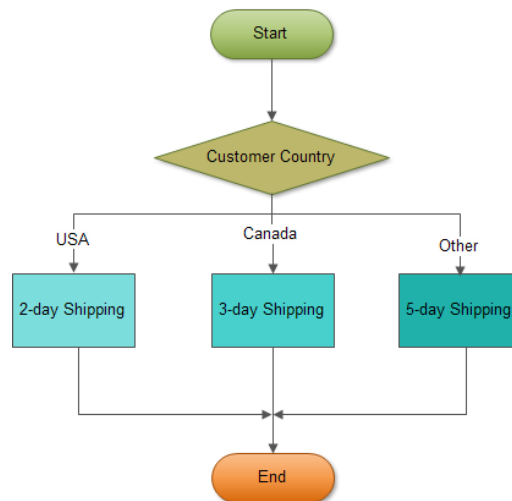 Start
Customer Country
USA
Canada
Other
2-day Shipping
3-day Shipping
5-day Shipping
End